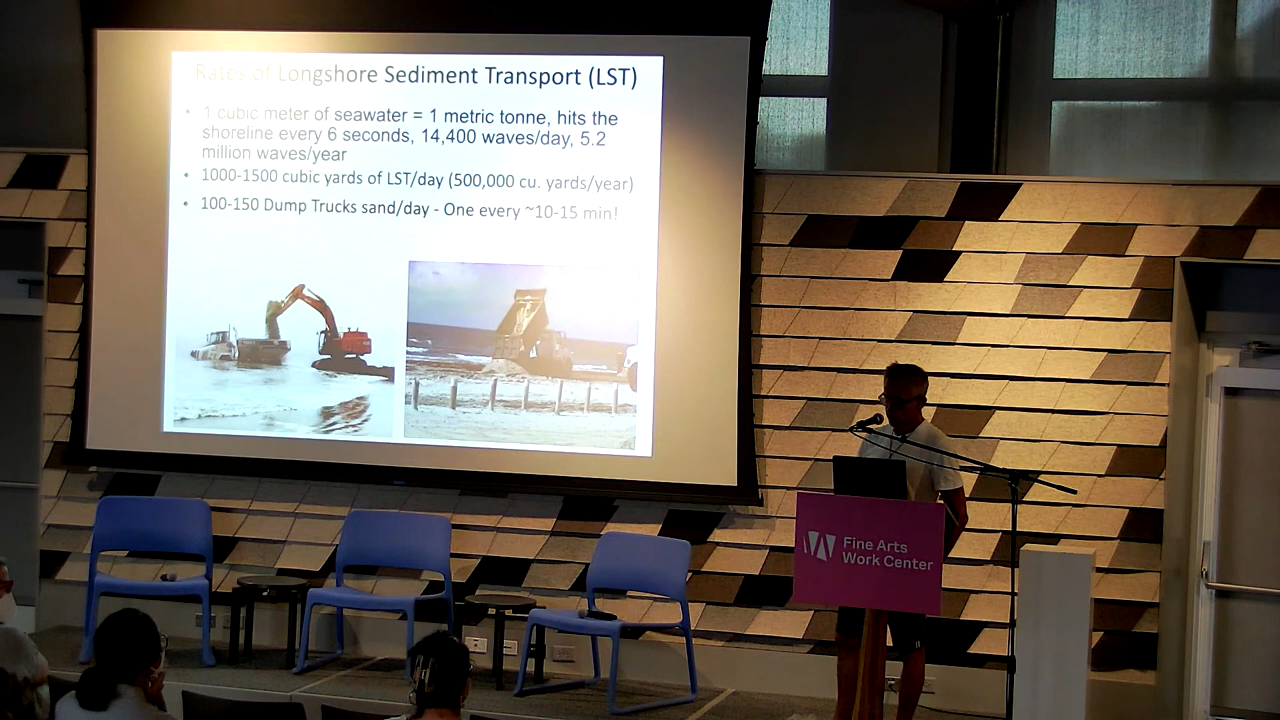 Rates of Longshore Sediment Transport (LST)
• 1 cubic meter of seawater = 1 metric tonne, hits the
shoreline every 6 seconds, 14,400 waves/day, 5.2
million waves/year
• 1000-1500 cubic yards of LST/day (500,000 cu. yards/year)
• 100-150 Dump Trucks sand/day - One every ~10-15 min!
Fine Arts
Work Center